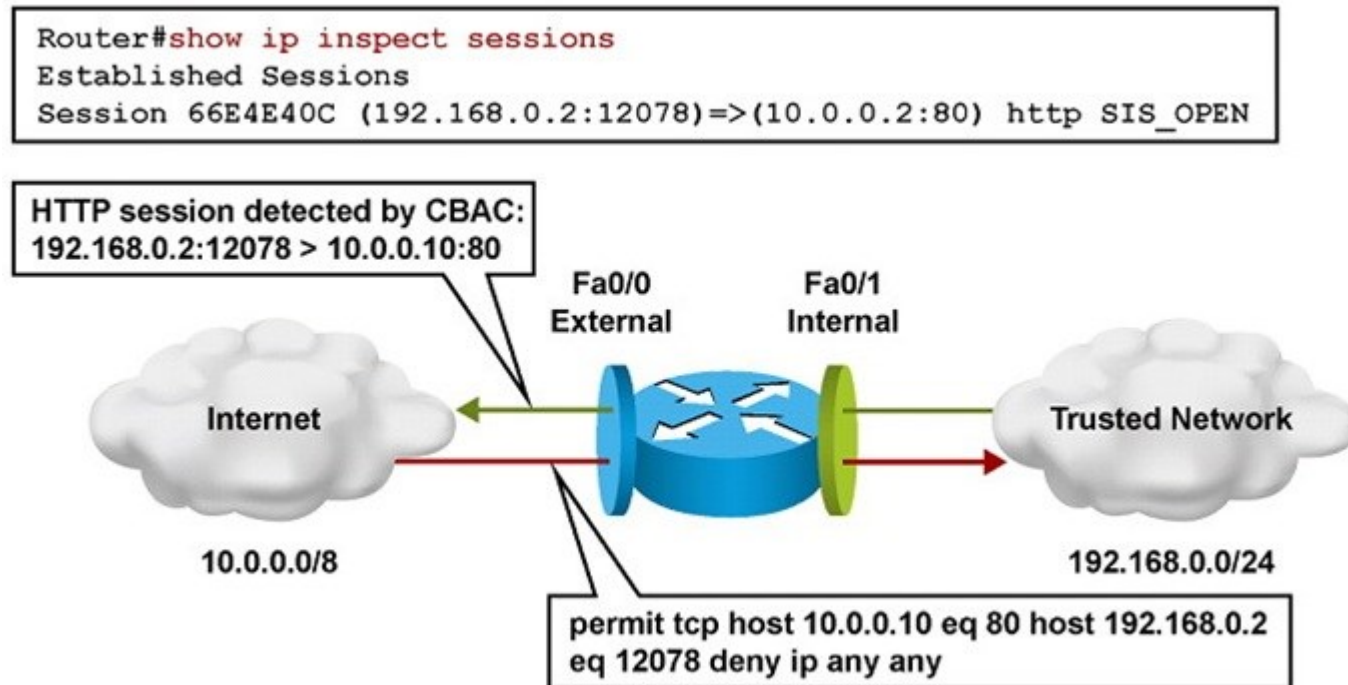 Router#show ip inspect sessions
Established Sessions
Session 66E4E40C (192.168.0.2:12078)=>(10.0.0.2:80) http SIS_OPEN
HTTP session detected by CBAC:
192.168.0.2:12078 > 10.0.0.10:80
Fa0/0
External
Fa0/1
Internal
Internet
Trusted Network
10.0.0.0/8
192.168.0.0/24
permit tcp host 10.0.0.10 eq 80 host 192.168.0.2
eq 12078 deny ip any any